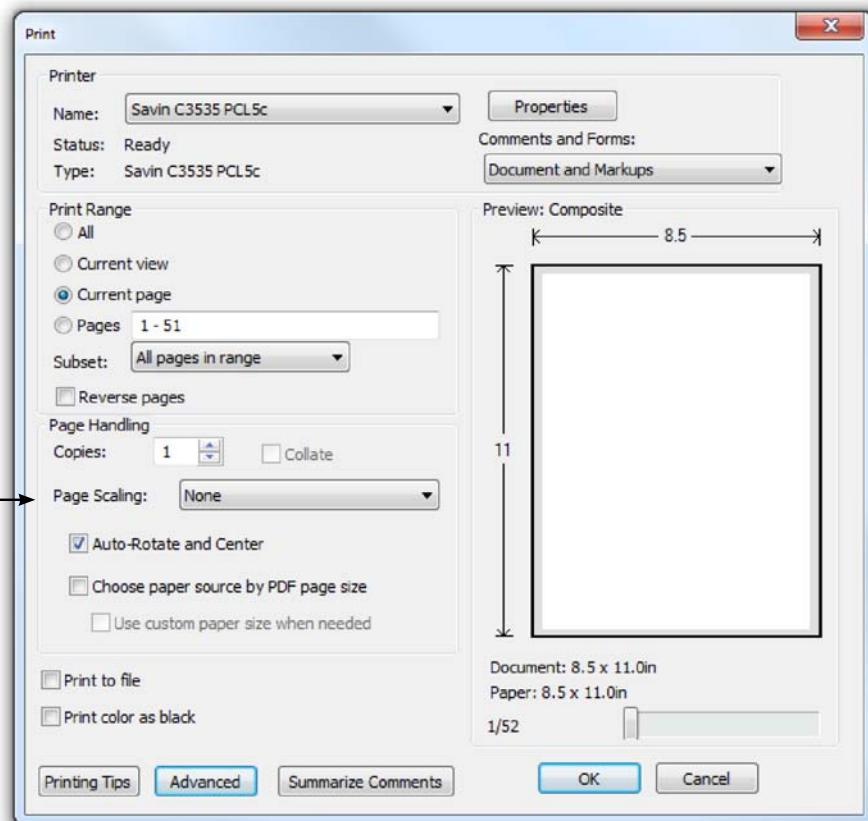 Print
Printer
Name: Savin C3535 PCL5c
Properties
Status: Ready
Comments and Forms:
Type: Savin C3535 PCL5c
Document and Markups
Print Range
All
Current view
Current page
Pages 1 - 51
Subset: All pages in range
Reverse pages
Page Handling
Copies: 1 Collate
Page Scaling: None
Auto-Rotate and Center
Choose paper source by PDF page size
Use custom paper size when needed
Print to file
Print color as black
Preview: Composite
8.5
11
Document: 8.5 x 11.0in
Paper: 8.5 x 11.0in
1/52
Printing Tips Advanced Summarize Comments OK Cancel